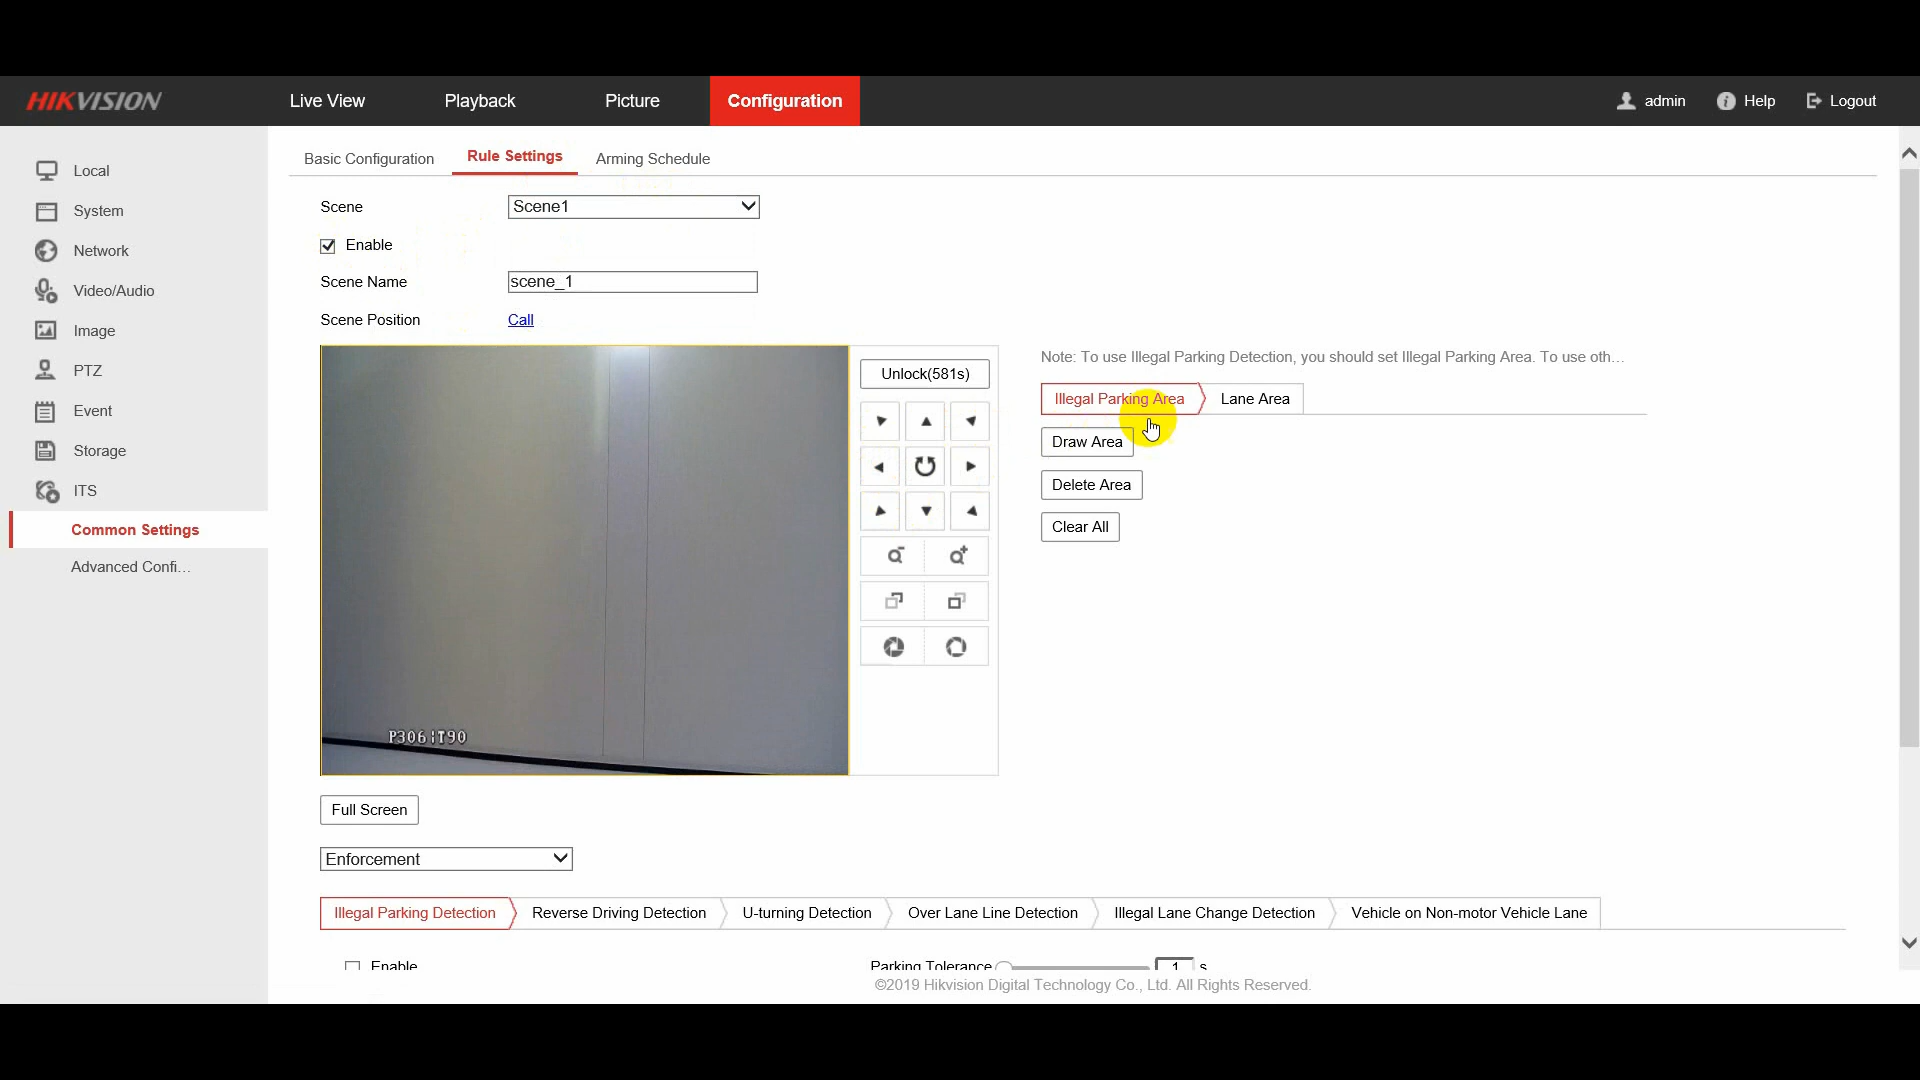 HIKVISION Live View Playback Picture Configuration admin Help Logout
Local
System
Network
Video/Audio
Image
PTZ
Event
Storage
ITS
Common Settings
Advanced Confi...
Basic Configuration Rule Settings Arming Schedule
Scene Scene1
Enable
Scene Name scene_1
Scene Position Call
Unlock(581s)
P306 T90
Note: To use Illegal Parking Detection, you should set Illegal Parking Area. To use oth...
Illegal Parking Area Lane Area
Draw Area
Delete Area
Clear All
Full Screen
Enforcement
Illegal Parking Detection Reverse Driving Detection U-turning Detection Over Lane Line Detection Illegal Lane Change Detection Vehicle on Non-motor Vehicle Lane
Enable Parking Tolerance 1 s
©2019 Hikvision Digital Technology Co., Ltd. All Rights Reserved.